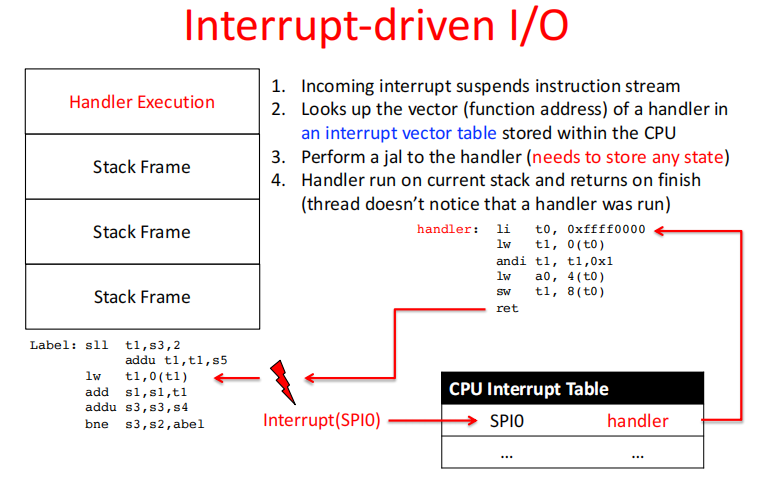 Interrupt-driven I/O
Handler Execution
Stack Frame
Stack Frame
Stack Frame
1. Incoming interrupt suspends instruction stream
2. Looks up the vector (function address) of a handler in
an interrupt vector table stored within the CPU
3. Perform a jal to the handler (needs to store any state)
4. Handler run on current stack and returns on finish
(thread doesn't notice that a handler was run)
handler: li t0, 0xffff0000
lw t1, 0(t0)
andi t1, t1,0x1
lw a0, 4(t0)
sw t1, 8(t0)
ret
Label: sll t1,s3,2
addu t1,t1,s5
lw t1,0(t1)
add s1,s1,t1
addu s3,s3,s4
bne s3,s2,abel
Interrupt(SPI0)
CPU Interrupt Table
SPI0 handler
... ...